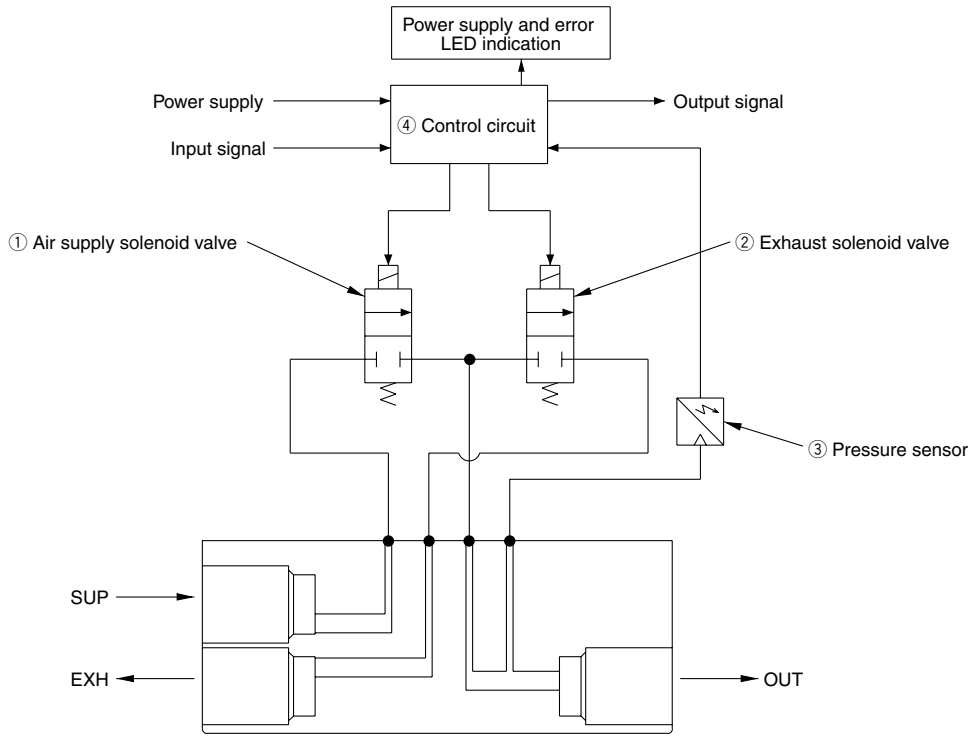 Power supply and error
LED indication
Power supply
Output signal
④ Control circuit
Input signal
① Air supply solenoid valve
② Exhaust solenoid valve
③ Pressure sensor
SUP
EXH
OUT